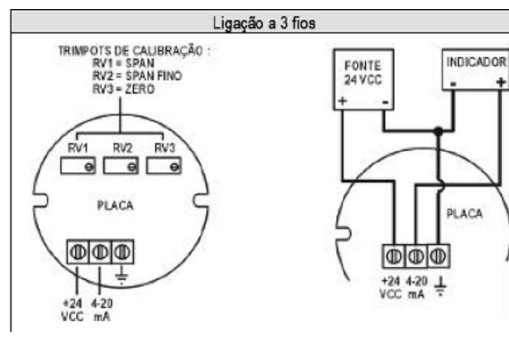 Ligação a 3 fios
TRIMPOTS DE CALIBRAÇÃO :
RV1 = SPAN
RV2 = SPAN FINO
RV3 = ZERO
RV1 RV2 RV3
PLACA
+24 4-20
VCC mA
FONTE
24 VCC
+ -
INDICADOR
- +
PLACA
+24 4-20
VCC mA